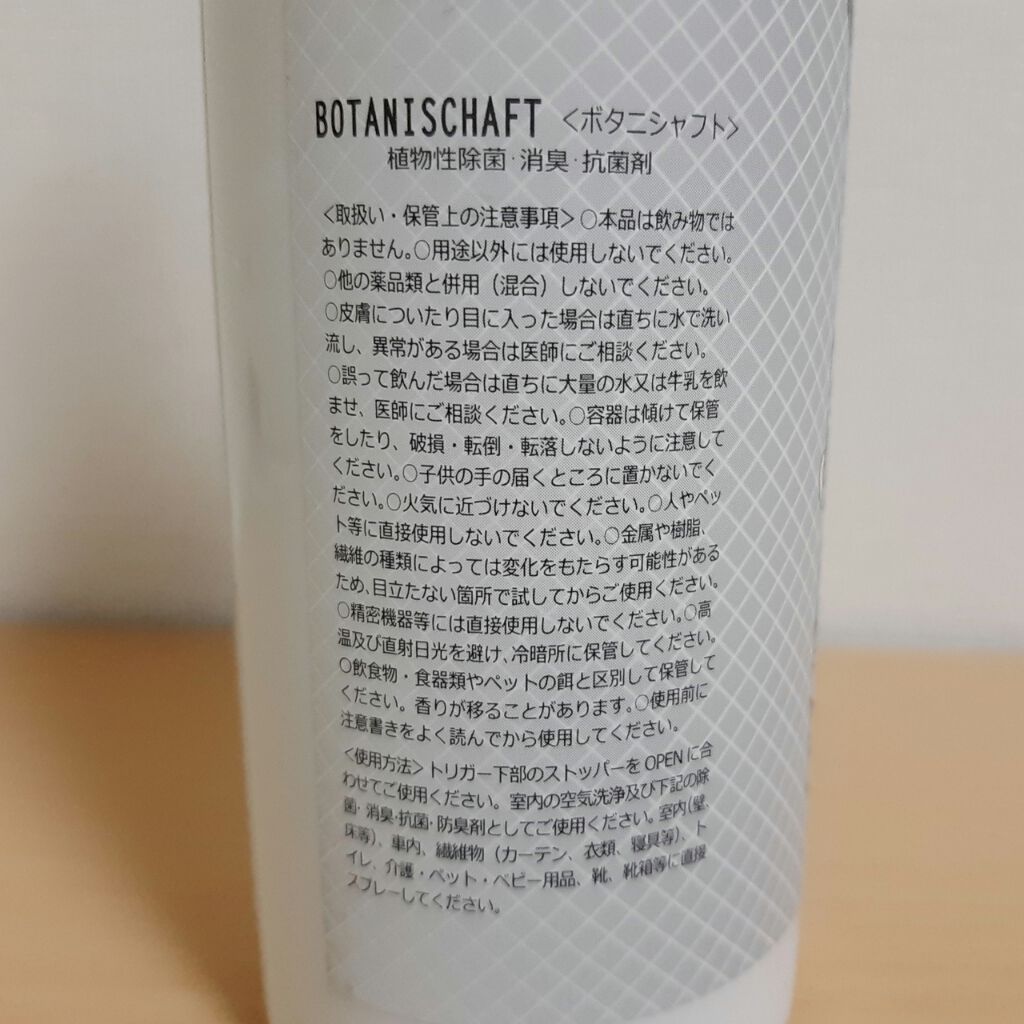 BOTANISCHAFT 〈ボタニシャフト〉
植物性除菌・消臭・抗菌剤
〈取扱い・保管上の注意事項〉○本品は飲み物では
ありません。○用途以外には使用しないでください。
○他の薬品類と併用（混合）しないでください。
○皮膚についたり目に入った場合は直ちに水で洗い
流し、異常がある場合は医師にご相談ください。
○誤って飲んだ場合は直ちに大量の水又は牛乳を飲
ませ、医師にご相談ください。○容器は傾けて保管
をしたり、破損・転倒・転落しないように注意して
ください。○子供の手の届くところに置かないでく
ださい。○火気に近づけないでください。○人やペッ
ト等に直接使用しないでください。○金属や樹脂、
繊維の種類によっては変化をもたらす可能性がある
ため、目立たない箇所で試してからご使用ください。
○精密機器等には直接使用しないでください。○高
温及び直射日光を避け、冷暗所に保管してください。
○飲食物・食器類やペットの餌と区別して保管して
ください。香りが移ることがあります。○使用前に
注意書きをよく読んでから使用してください。
〈使用方法〉トリガー下部のストッパーをOPENに合
わせてご使用ください。室内の空気洗浄及び下記の除
菌・消臭・抗菌・防臭剤としてご使用ください。室内(壁、
床等)、車内、繊維物（カーテン、衣類、寝具等)、ト
イレ、介護・ペット・ベビー用品、靴、靴箱等に直接
スプレーしてください。